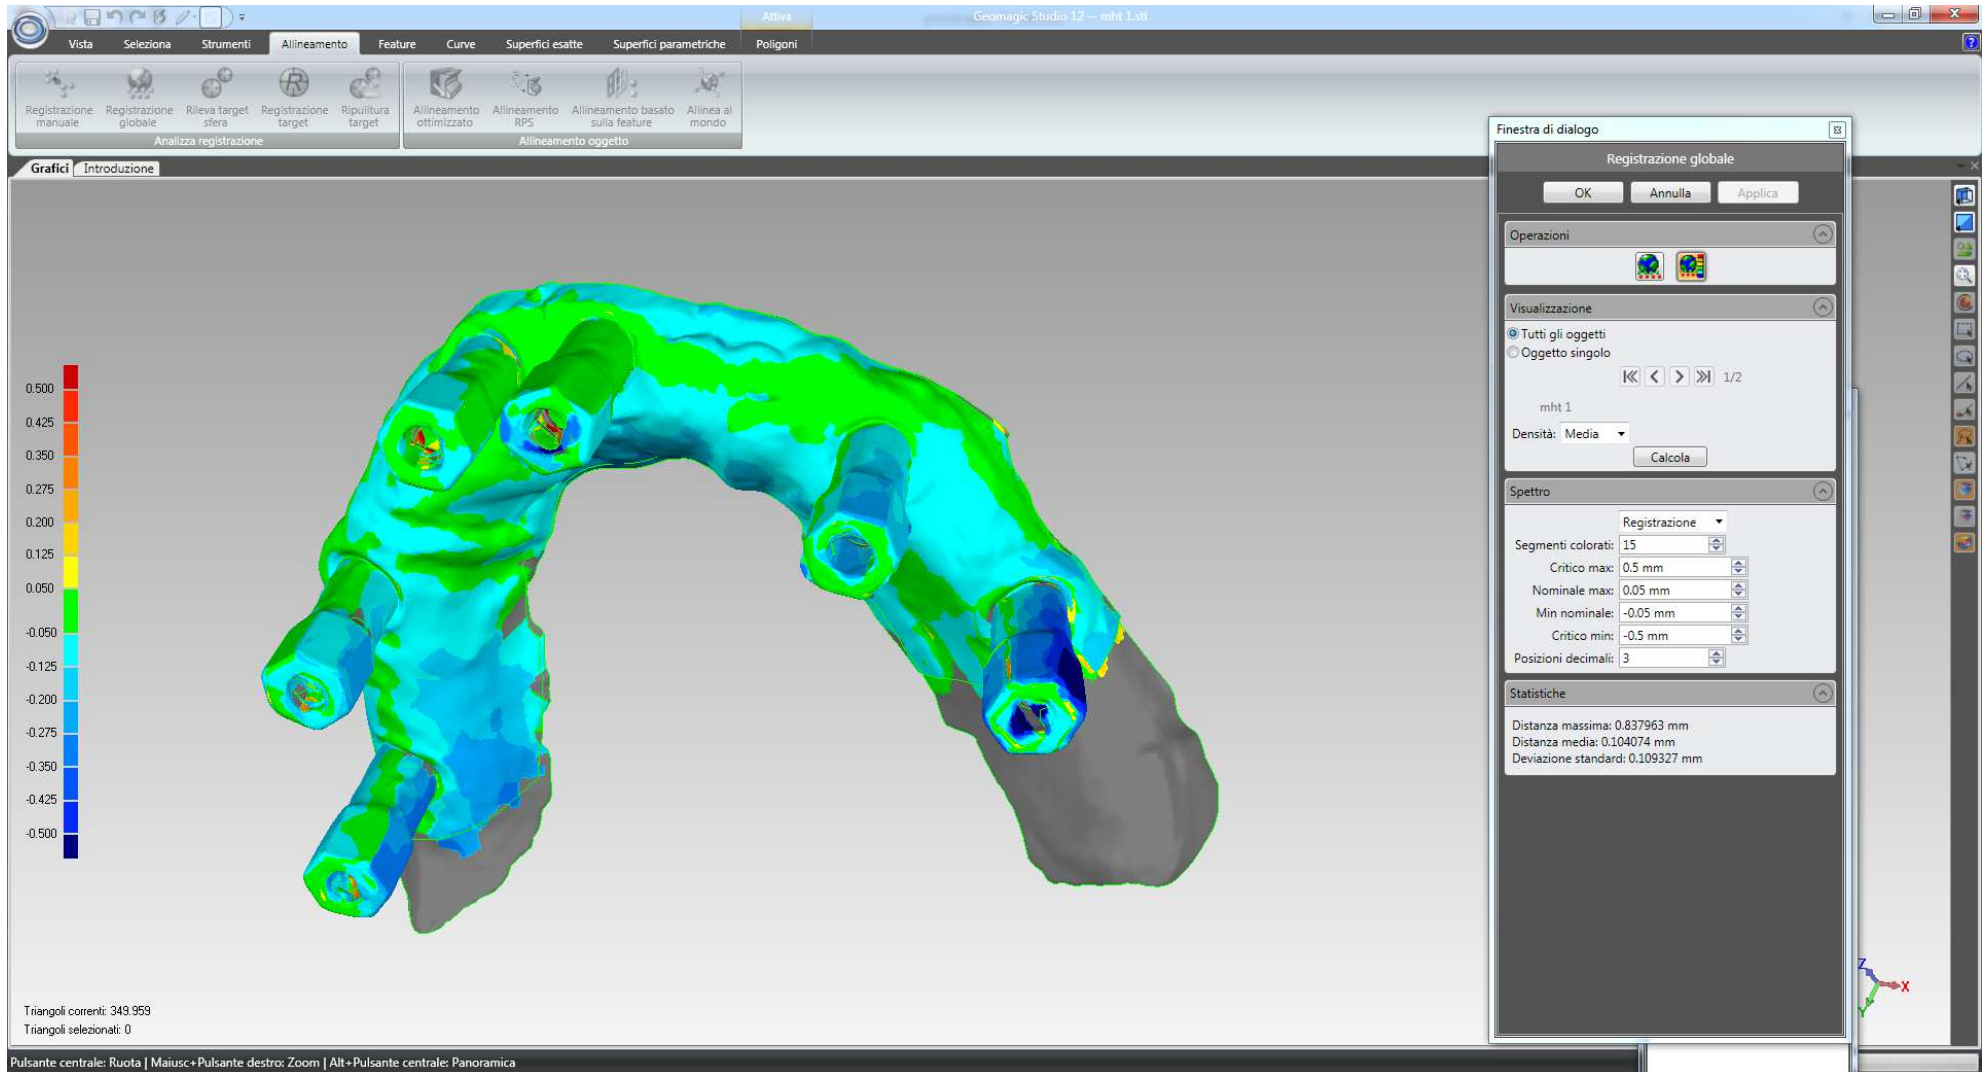 Attiva
Geomagic Studio 12 -- mht 1.stl
Vista Seleziona Strumenti Allineamento Feature Curve Superfici esatte Superfici parametriche Poligoni
Registrazione manuale
Registrazione globale
Rileva target sfera
Registrazione target
Ripulitura target
Allineamento ottimizzato
Allineamento RPS
Allineamento basato sulla feature
Allinea al mondo
Analizza registrazione
Allineamento oggetto
Grafici Introduzione
0.500
0.425
0.350
0.275
0.200
0.125
0.050
-0.050
-0.125
-0.200
-0.275
-0.350
-0.425
-0.500
Finestra di dialogo
Registrazione globale
OK Annulla Applica
Operazioni
Visualizzazione
Tutti gli oggetti
Oggetto singolo
1/2
mht 1
Densità: Media
Calcola
Spettro
Registrazione
Segmenti colorati: 15
Critico max: 0.5 mm
Nominale max: 0.05 mm
Min nominale: -0.05 mm
Critico min: -0.5 mm
Posizioni decimali: 3
Statistiche
Distanza massima: 0.837963 mm
Distanza media: 0.104074 mm
Deviazione standard: 0.109327 mm
Z
X
Y
Triangoli correnti: 349.959
Triangoli selezionati: 0
Pulsante centrale: Ruota | Maiusc+Pulsante destro: Zoom | Alt+Pulsante centrale: Panoramica